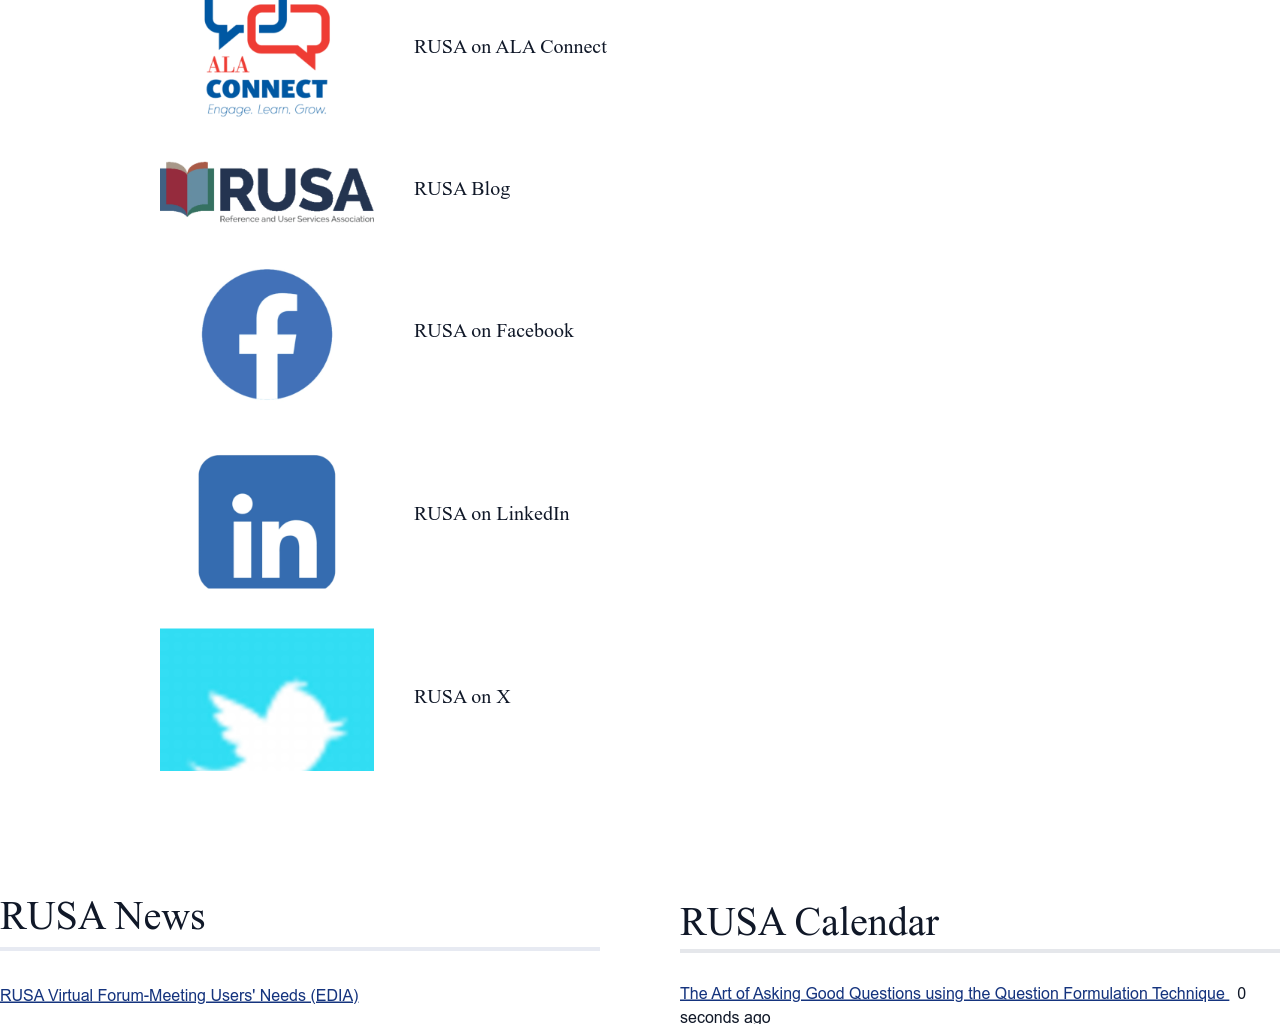 ALA
CONNECT
Engage. Learn. Grow.
RUSA on ALA Connect
RUSA
Reference and User Services Association
RUSA Blog
RUSA on Facebook
in
RUSA on LinkedIn
RUSA on X
RUSA News
RUSA Virtual Forum-Meeting Users' Needs (EDIA)
RUSA Calendar
The Art of Asking Good Questions using the Question Formulation Technique 0
seconds ago